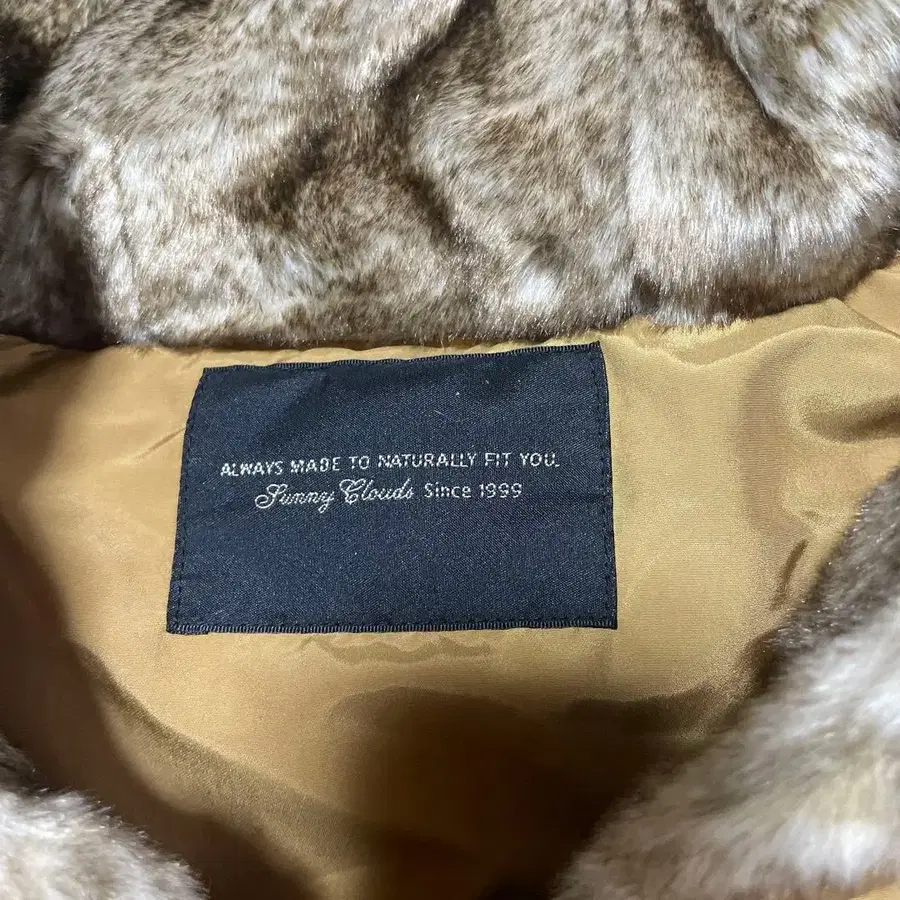 ALWAYS MADE TO NATURALLY FIT YOU.
Sunny Clouds Since 1999